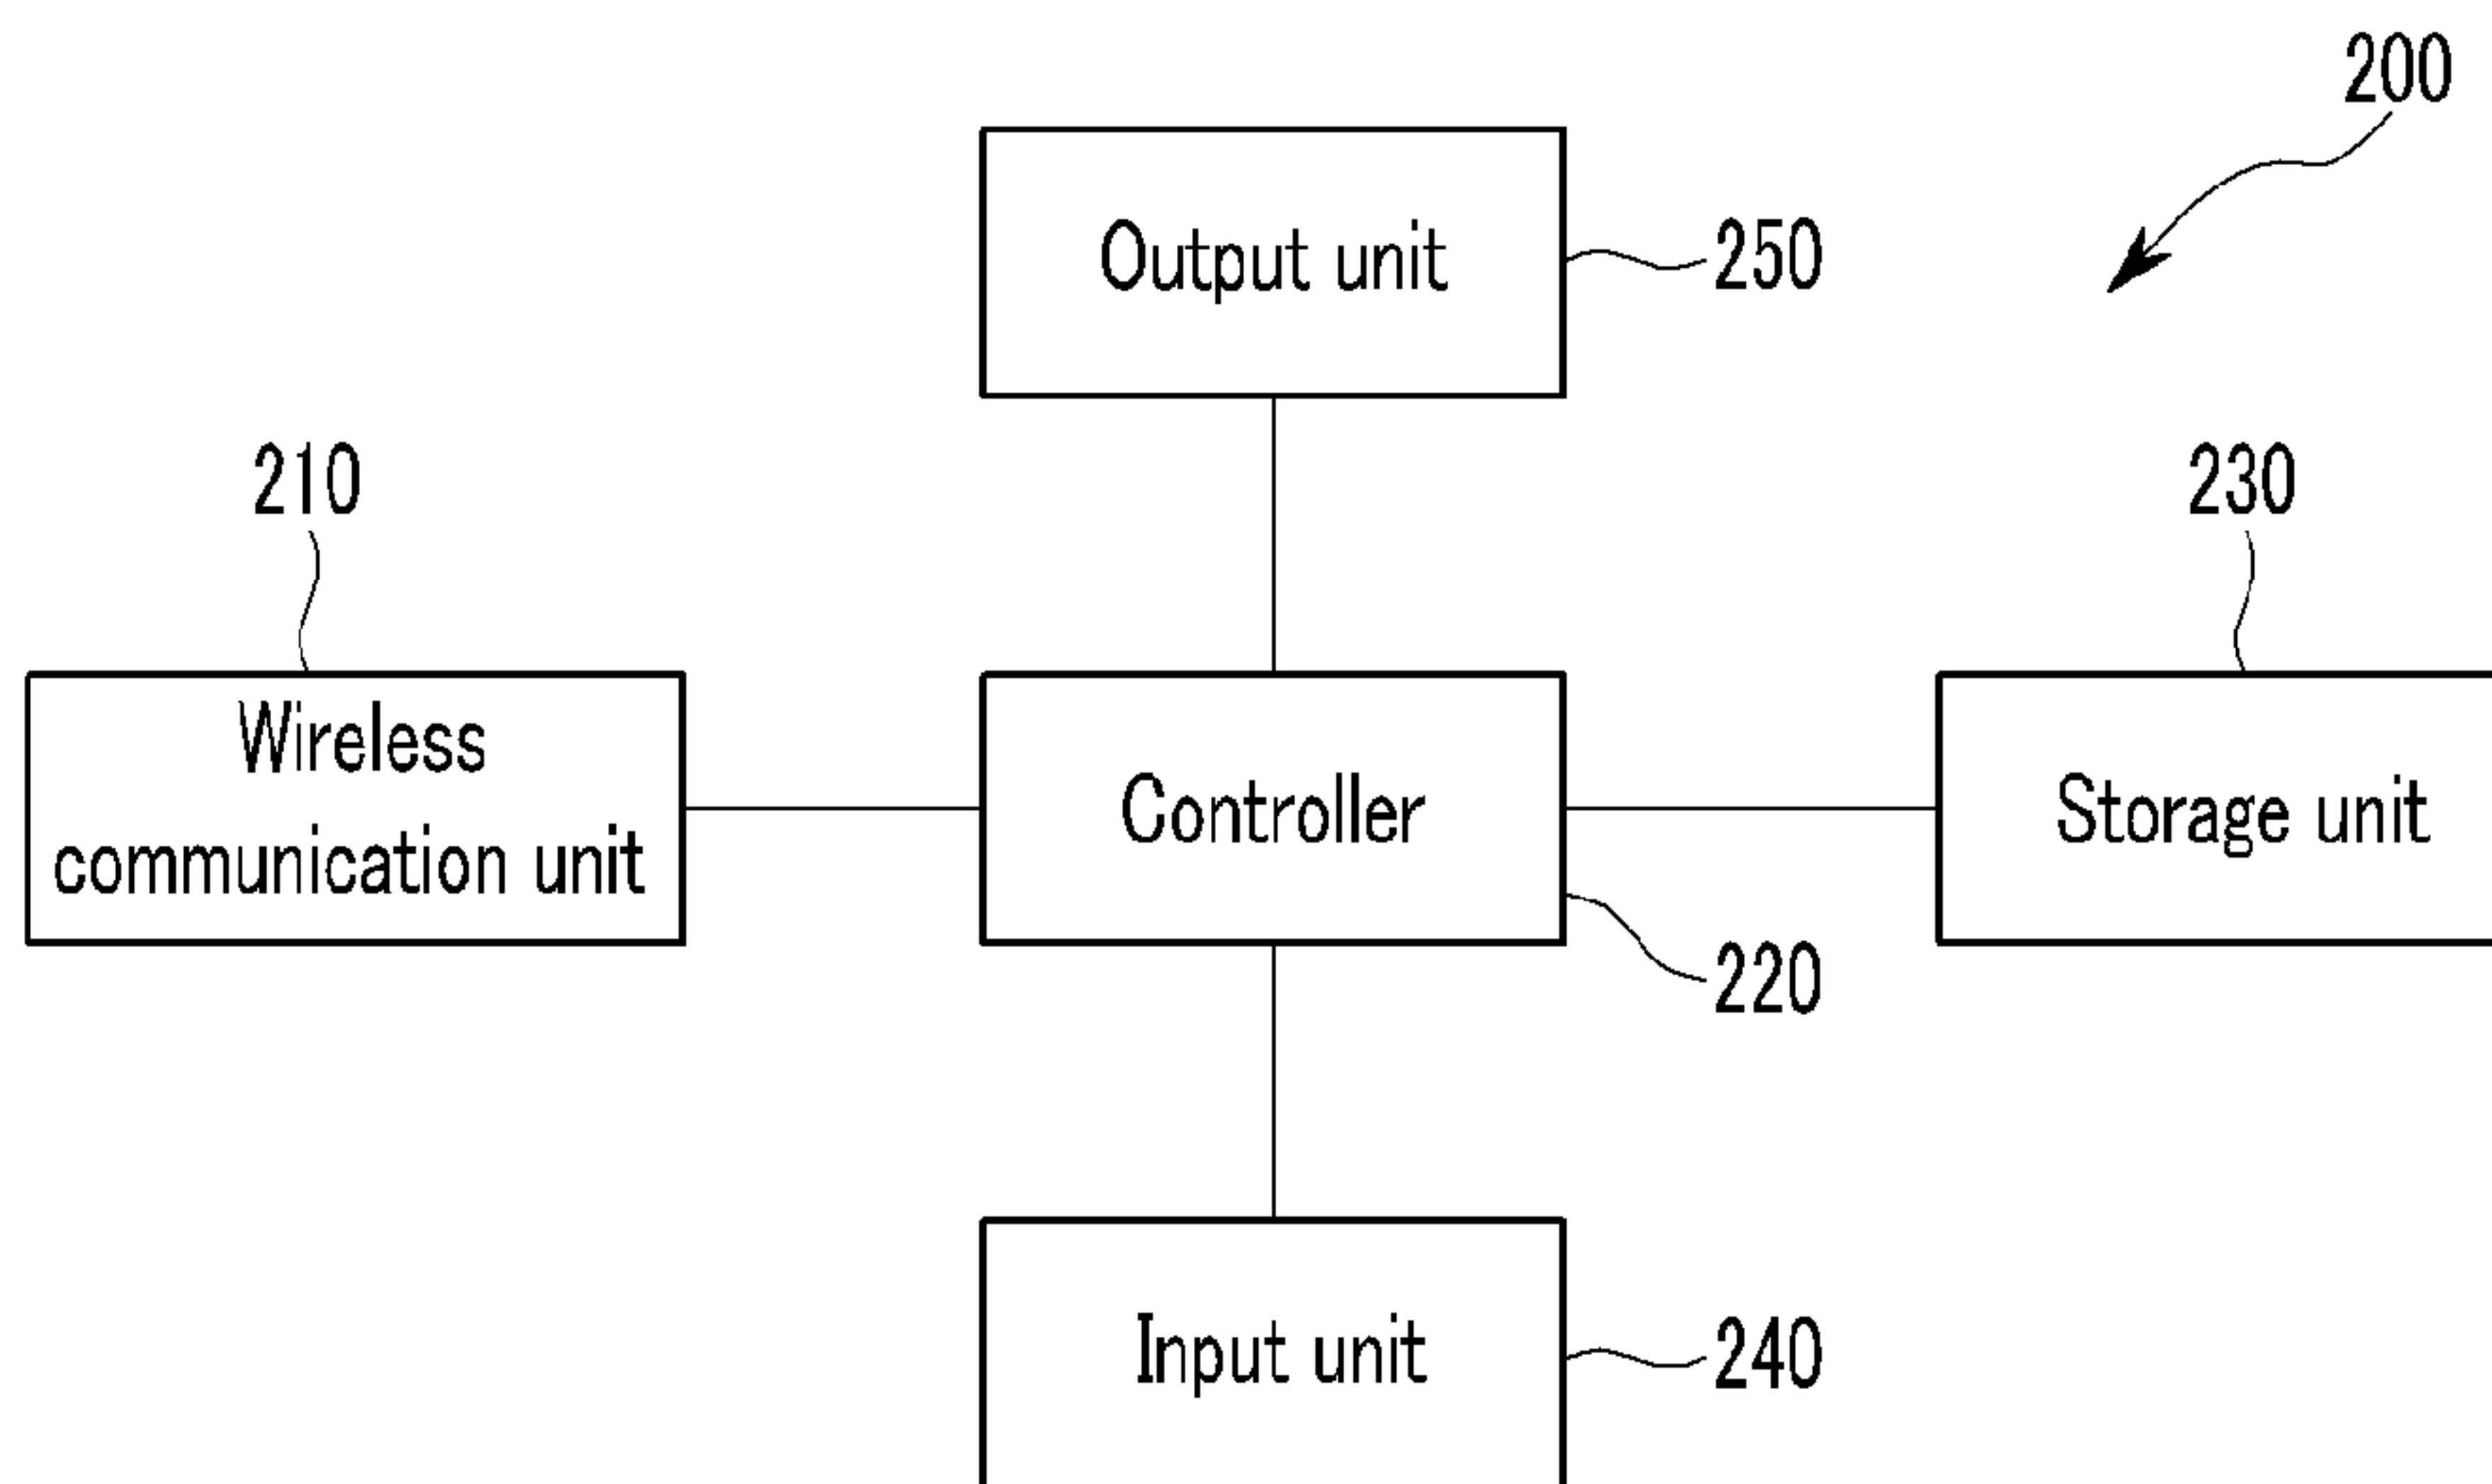 200
Output unit
250
210
230
Wireless
communication unit
Controller
Storage unit
220
Input unit
240